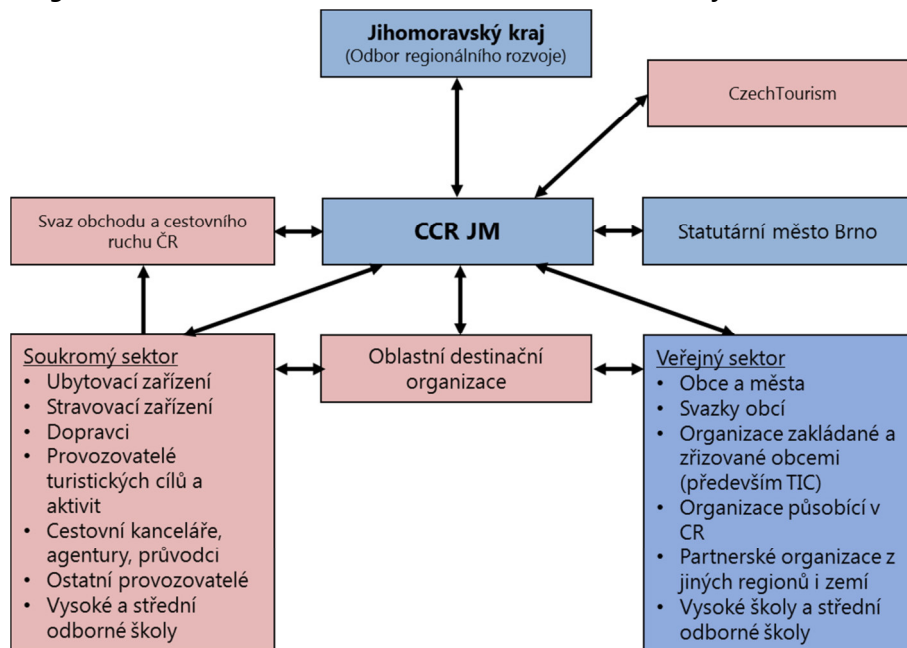 Jihomoravský kraj
(Odbor regionálního rozvoje)
CzechTourism
Svaz obchodu a cestovního
ruchu ČR
CCR JM
Statutární město Brno
Soukromý sektor
• Ubytovací zařízení
• Stravovací zařízení
• Dopravci
• Provozovatelé
turistických cílů a
aktivit
• Cestovní kanceláře,
agentury, průvodci
• Ostatní provozovatelé
• Vysoké a střední
odborné školy
Oblastní destinační
organizace
Veřejný sektor
• Obce a města
• Svazky obcí
• Organizace zakládané a
zřizované obcemi
(především TIC)
• Organizace působící v
CR
• Partnerské organizace z
jiných regionů i zemí
• Vysoké školy a střední
odborné školy